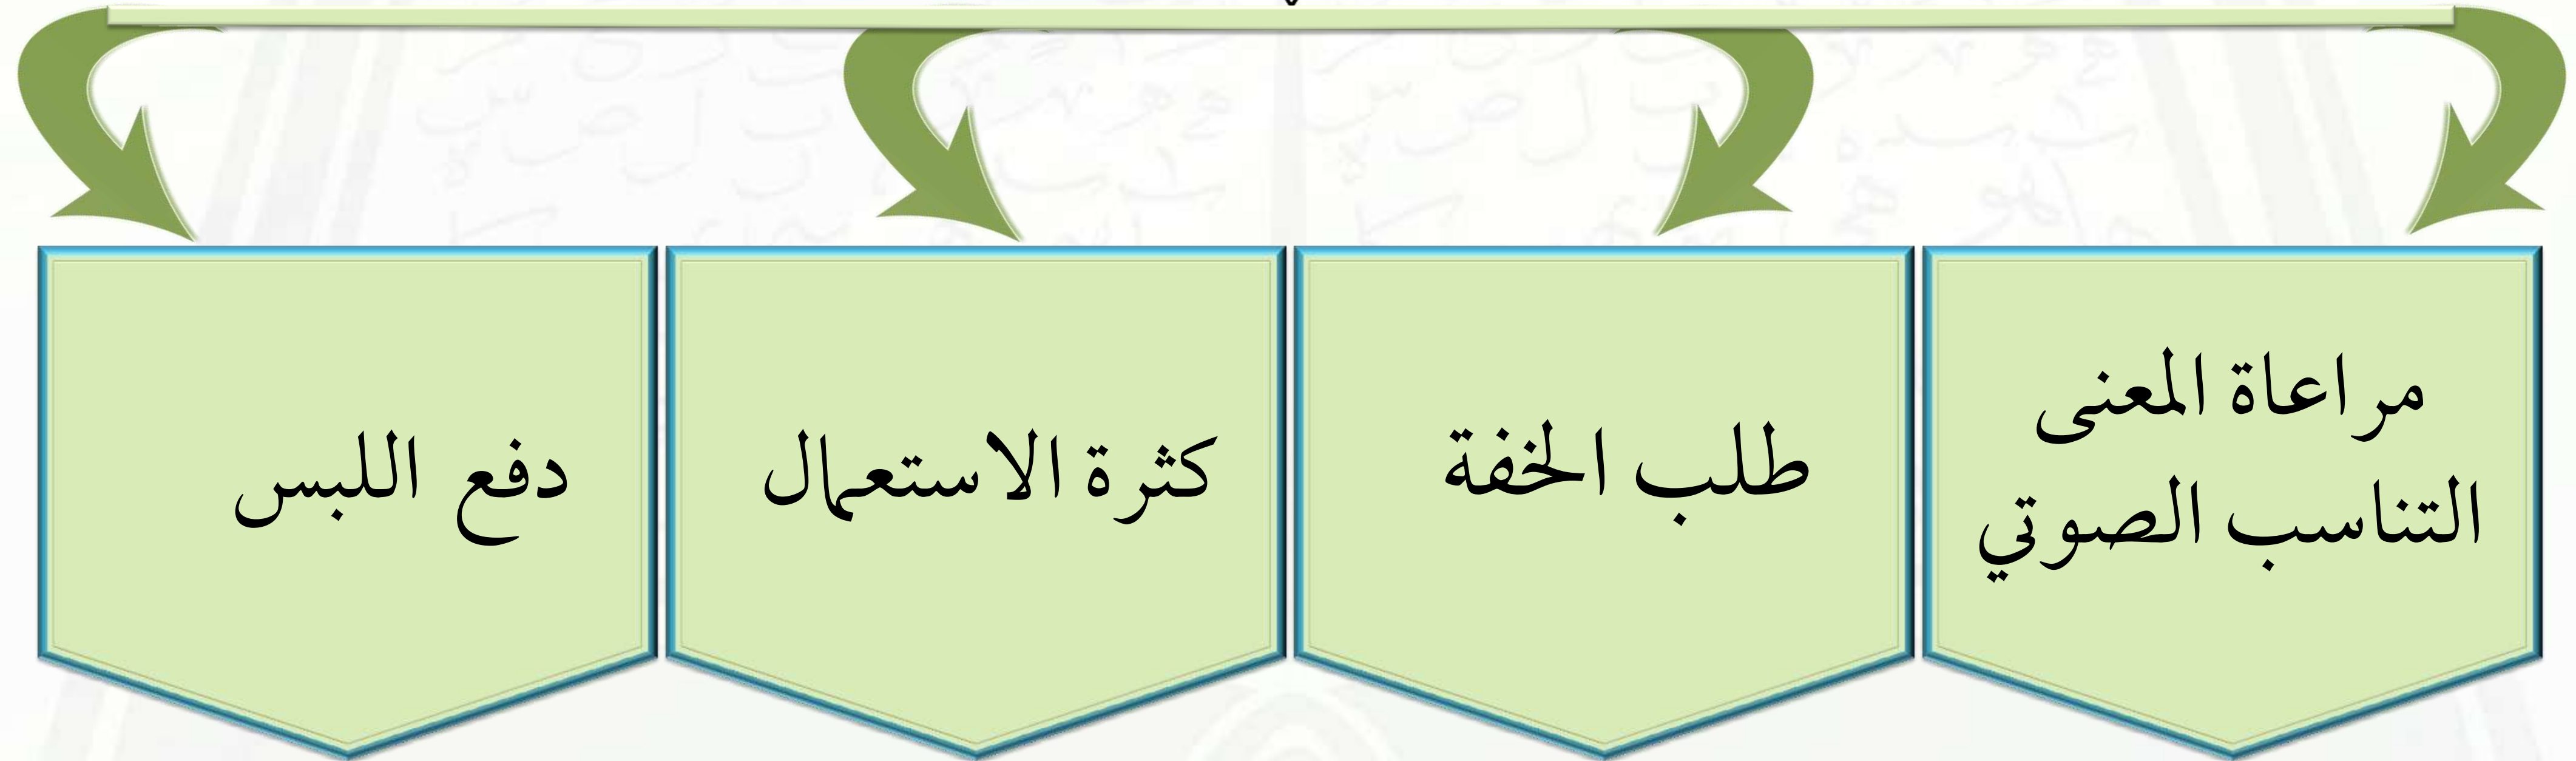 مراعاة المعنى
التناسب الصوتي
طلب الخفة
كثرة الاستعمال
دفع اللبس